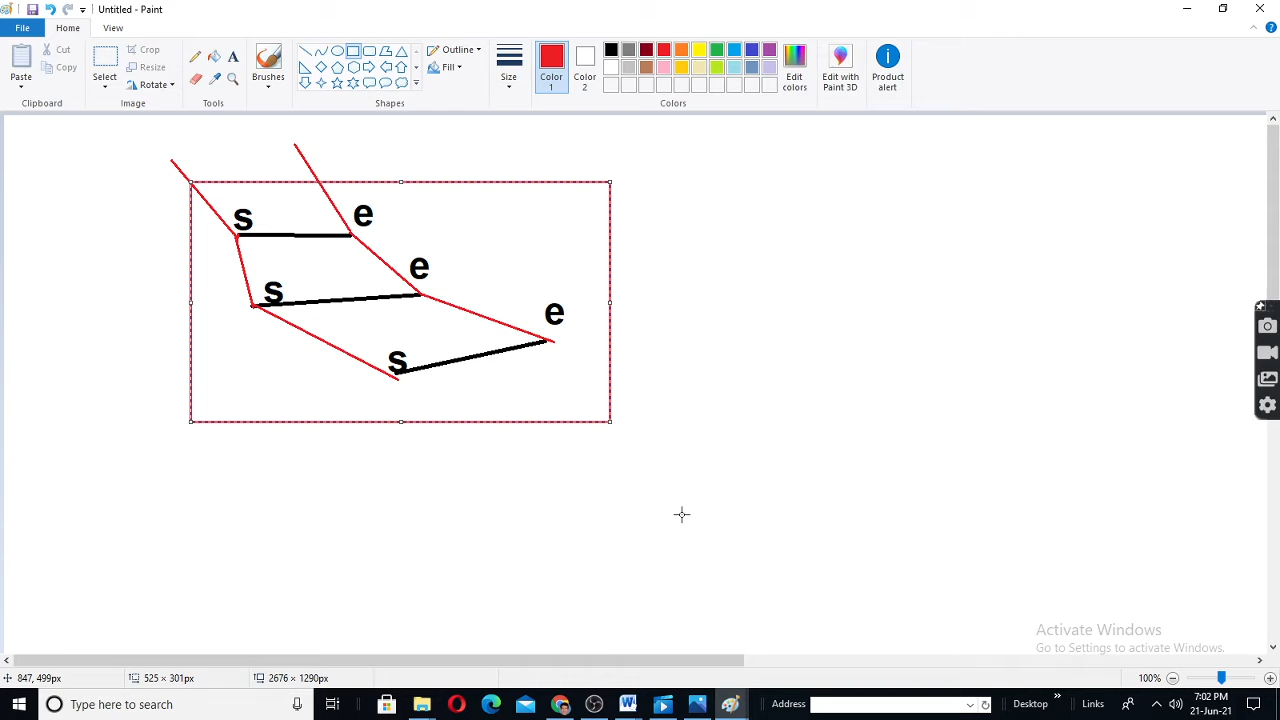 Untitled - Paint
File Home View
Paste
Cut
Copy
Clipboard
Select
Crop
Resize
Rotate
Image
A
Tools
Brushes
Outline
Fill
Shapes
Size
Color 1
Color 2
Edit colors
Colors
Edit with Paint 3D
Product alert
s e
s e
s e
Activate Windows
Go to Settings to activate Windows.
847, 499px 525 × 301px 2676 × 1290px 100%
Type here to search
Address
Desktop
Links
7:02 PM
21-Jun-21